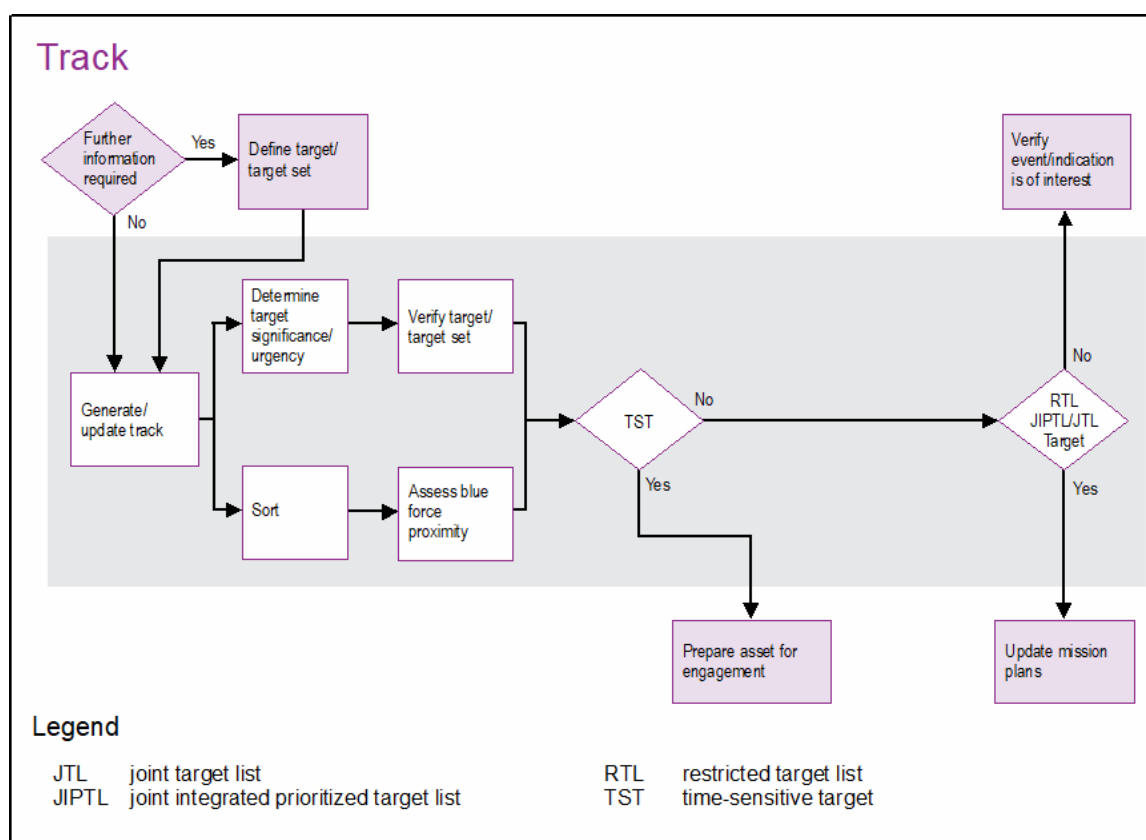 Track
Further
information
required
Yes
Define target/
target set
No
Verify
event/indication
is of interest
Determine
target
significance/
urgency
Verify target/
target set
Generate/
update track
Sort
Assess blue
force
proximity
TST
No
Yes
No
RTL
JIPTL/JTL
Target
Yes
Prepare asset for
engagement
Update mission
plans
Legend
JTL joint target list
JIPTL joint integrated prioritized target list
RTL restricted target list
TST time-sensitive target